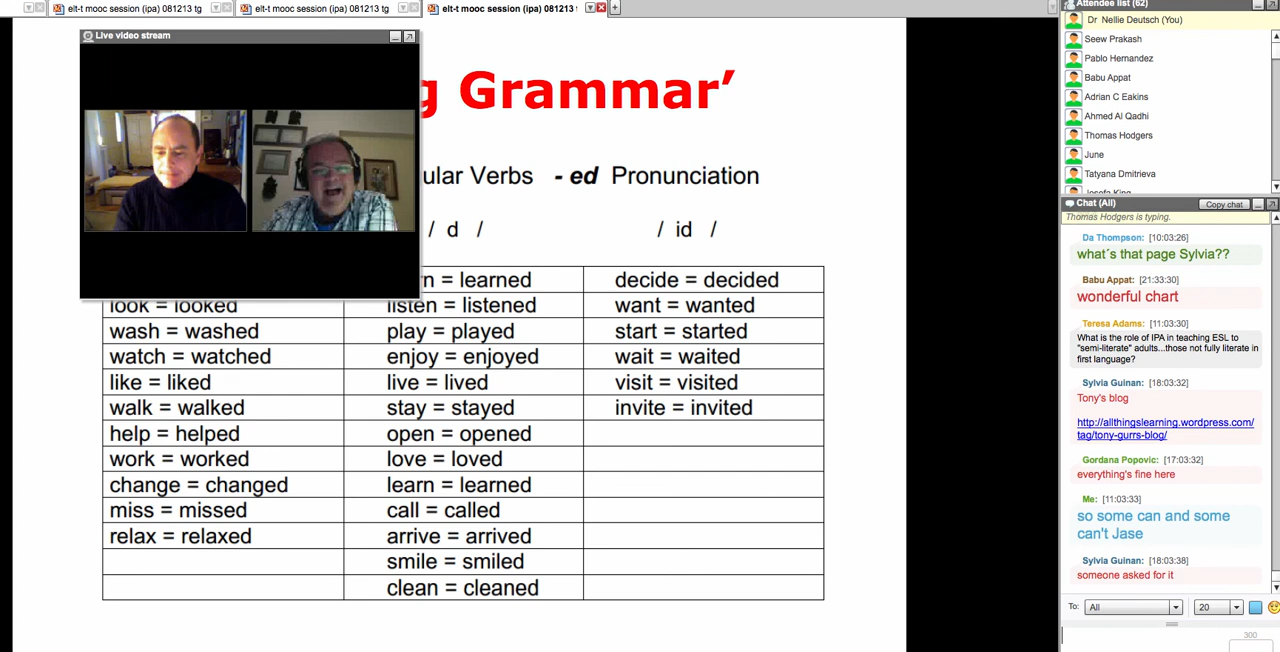 elt-t mooc session (ipa) 081213 tg
elt-t mooc session (ipa) 081213 tg
elt-t mooc session (ipa) 081213
Live video stream
g Grammar’
ular Verbs - ed Pronunciation
/ d /
/ id /
n = learned
decide = decided
look = looked
listen = listened
want = wanted
wash = washed
play = played
start = started
watch = watched
enjoy = enjoyed
wait = waited
like = liked
live = lived
visit = visited
walk = walked
stay = stayed
invite = invited
help = helped
open = opened
work = worked
love = loved
change = changed
learn = learned
miss = missed
call = called
relax = relaxed
arrive = arrived
smile = smiled
clean = cleaned
Attendee list (62)
Dr Nellie Deutsch (You)
Seew Prakash
Pablo Hernandez
Babu Appat
Adrian C Eakins
Ahmed Al Qadhi
Thomas Hodgers
June
Tatyana Dmitrieva
Josefa King
Chat (All)
Copy chat
Thomas Hodgers is typing.
Da Thompson: [10:03:26]
what´s that page Sylvia??
Babu Appat: [21:33:30]
wonderful chart
Teresa Adams: [11:03:30]
What is the role of IPA in teaching ESL to
"semi-literate" adults...those not fully literate in
first language?
Sylvia Guinan: [18:03:32]
Tony's blog
http://allthingslearning.wordpress.com/
tag/tony-gurrs-blog/
Gordana Popovic: [17:03:32]
everything's fine here
Me: [11:03:33]
so some can and some
can't Jase
Sylvia Guinan: [18:03:38]
someone asked for it
To: All 20
300